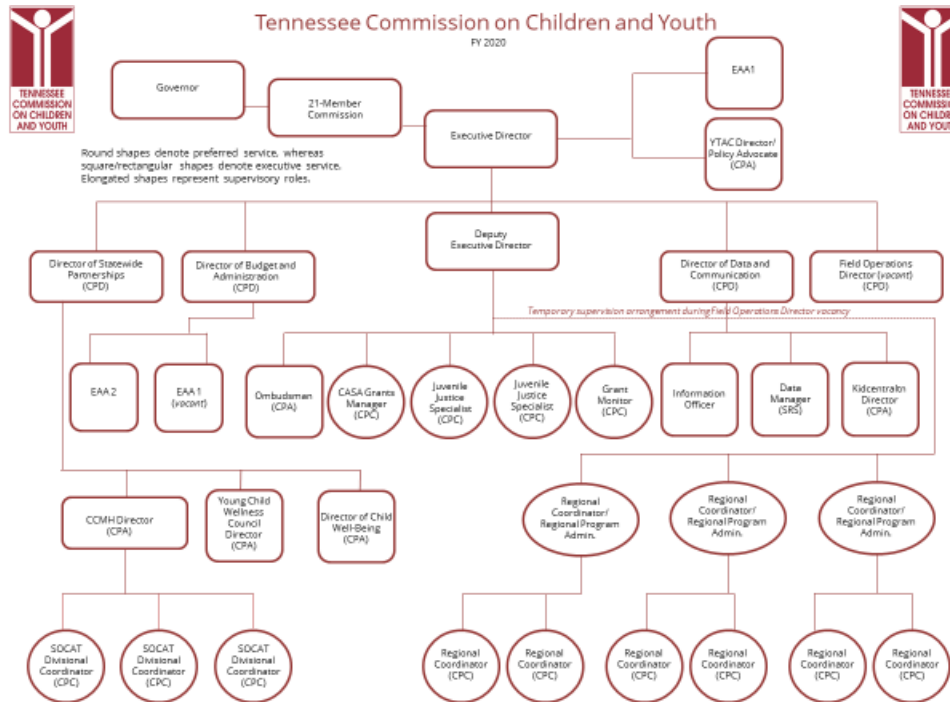 Tennessee Commission on Children and Youth
FY 2020
TENNESSEE
COMMISSION
ON CHILDREN
AND YOUTH
TENNESSEE
COMMISSION
ON CHILDREN
AND YOUTH
Governor
21-Member
Commission
Executive Director
EAA1
YTAC Director/
Policy Advocate
(CPA)
Round shapes denote preferred service, whereas
square/rectangular shapes denote executive service.
Elongated shapes represent supervisory roles.
Deputy
Executive Director
Director of Statewide
Partnerships
(CPD)
Director of Budget and
Administration
(CPD)
Director of Data and
Communication
(CPD)
Field Operations
Director (vacant)
(CPD)
Temporary supervision arrangement during Field Operations Director vacancy
EAA 2
EAA 1
(vacant)
Ombudsman
(CPA)
CASA Grants
Manager
(CPC)
Juvenile
Justice
Specialist
(CPC)
Juvenile
Justice
Specialist
(CPC)
Grant
Monitor
(CPC)
Information
Officer
Data
Manager
(SRS)
Kidcentraltn
Director
(CPA)
CCMH Director
(CPA)
Young Child
Wellness
Council
Director
(CPA)
Director of Child
Well-Being
(CPA)
Regional
Coordinator/
Regional Program
Admin.
Regional
Coordinator/
Regional Program
Admin.
Regional
Coordinator/
Regional Program
Admin.
SOCAT
Divisional
Coordinator
(CPC)
SOCAT
Divisional
Coordinator
(CPC)
SOCAT
Divisional
Coordinator
(CPC)
Regional
Coordinator
(CPC)
Regional
Coordinator
(CPC)
Regional
Coordinator
(CPC)
Regional
Coordinator
(CPC)
Regional
Coordinator
(CPC)
Regional
Coordinator
(CPC)